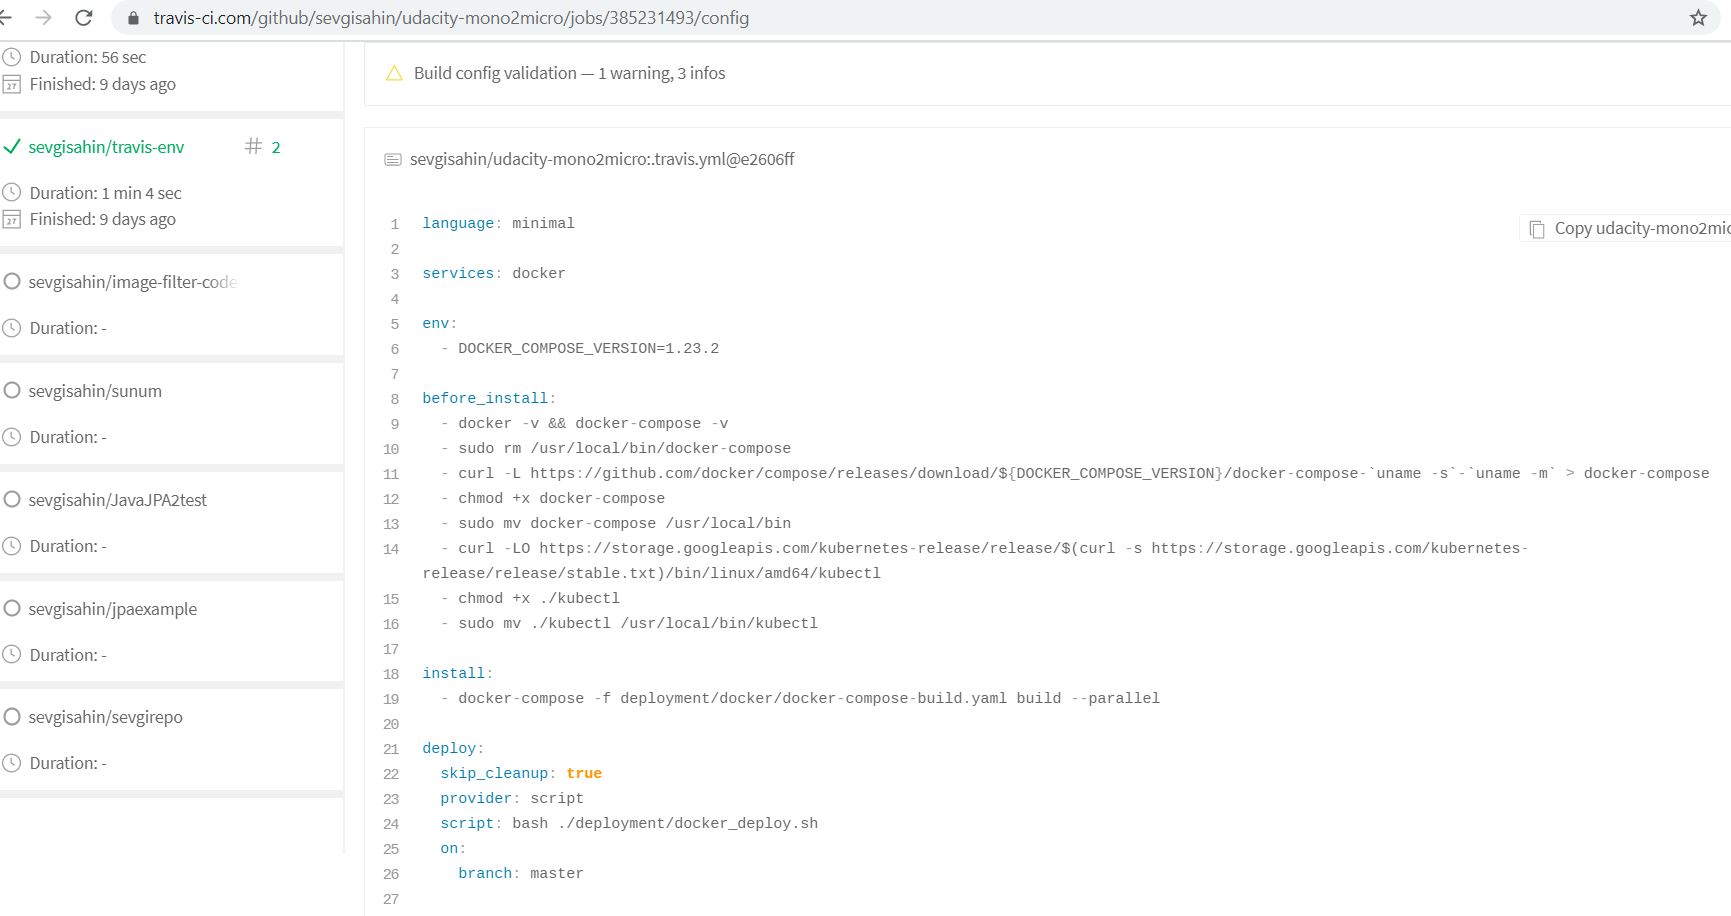 travis-ci.com/github/sevgisahin/udacity-mono2micro/jobs/385231493/config
Duration: 56 sec
27 Finished: 9 days ago
sevgisahin/travis-env # 2
Duration: 1 min 4 sec
27 Finished: 9 days ago
sevgisahin/image-filter-code
Duration: -
sevgisahin/sunum
Duration: -
sevgisahin/JavaJPA2test
Duration: -
sevgisahin/jpaexample
Duration: -
sevgisahin/sevgirepo
Duration: -
Build config validation — 1 warning, 3 infos
sevgisahin/udacity-mono2micro:.travis.yml@e2606ff
Copy udacity-mono2mic
1 language: minimal
2
3 services: docker
4
5 env:
6 - DOCKER_COMPOSE_VERSION=1.23.2
7
8 before_install:
9 - docker -v && docker-compose -v
10 - sudo rm /usr/local/bin/docker-compose
11 - curl -L https://github.com/docker/compose/releases/download/${DOCKER_COMPOSE_VERSION}/docker-compose-`uname -s`-`uname -m` > docker-compose
12 - chmod +x docker-compose
13 - sudo mv docker-compose /usr/local/bin
14 - curl -LO https://storage.googleapis.com/kubernetes-release/release/$(curl -s https://storage.googleapis.com/kubernetes-
release/release/stable.txt)/bin/linux/amd64/kubectl
15 - chmod +x ./kubectl
16 - sudo mv ./kubectl /usr/local/bin/kubectl
17
18 install:
19 - docker-compose -f deployment/docker/docker-compose-build.yaml build --parallel
20
21 deploy:
22 skip_cleanup: true
23 provider: script
24 script: bash ./deployment/docker_deploy.sh
25 on:
26 branch: master
27